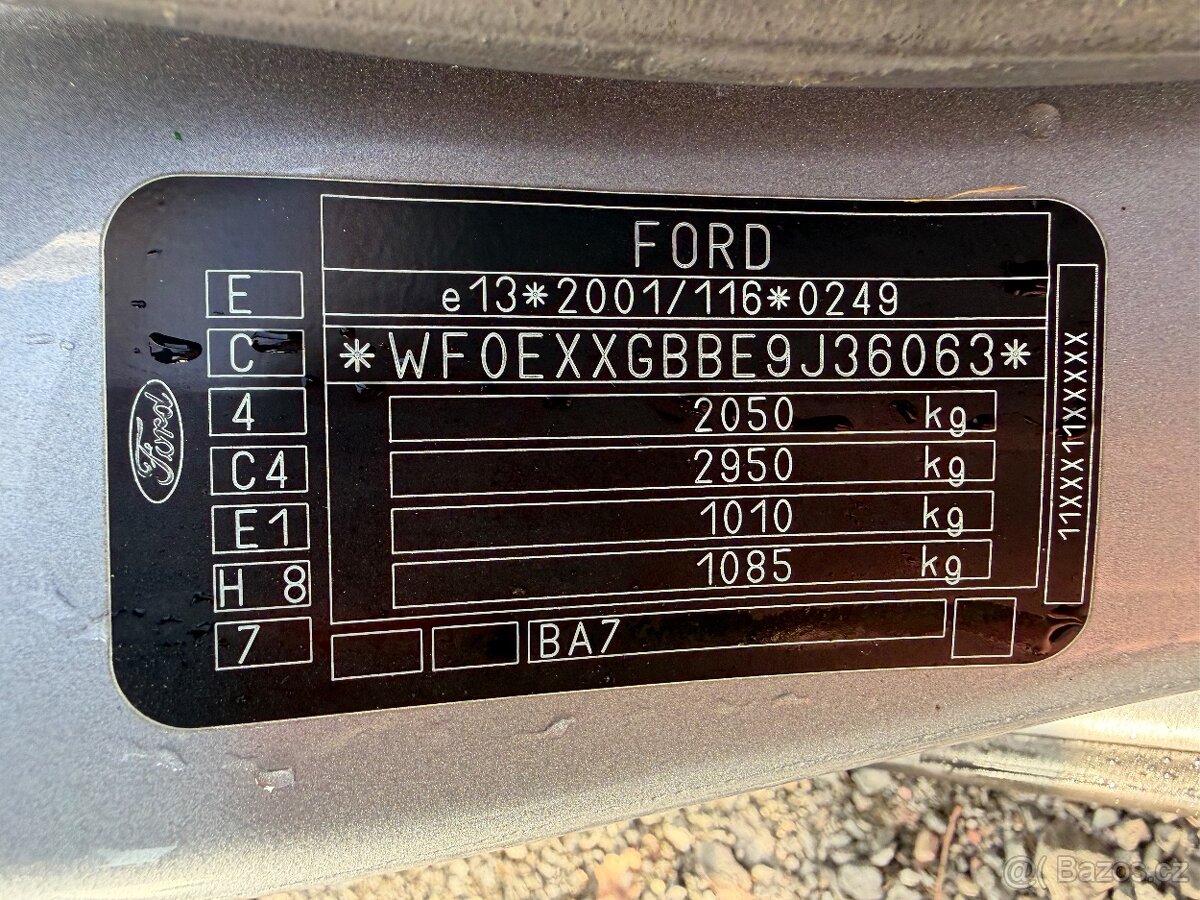 FORD
E e13*2001/116*0249
C *WF0EXXGBBE9J36063*
4 2050 kg
C4 2950 kg
E1 1010 kg
H 8 1085 kg
7 BA7
Ford
11XXX11XXXXXX
Bazos.cz